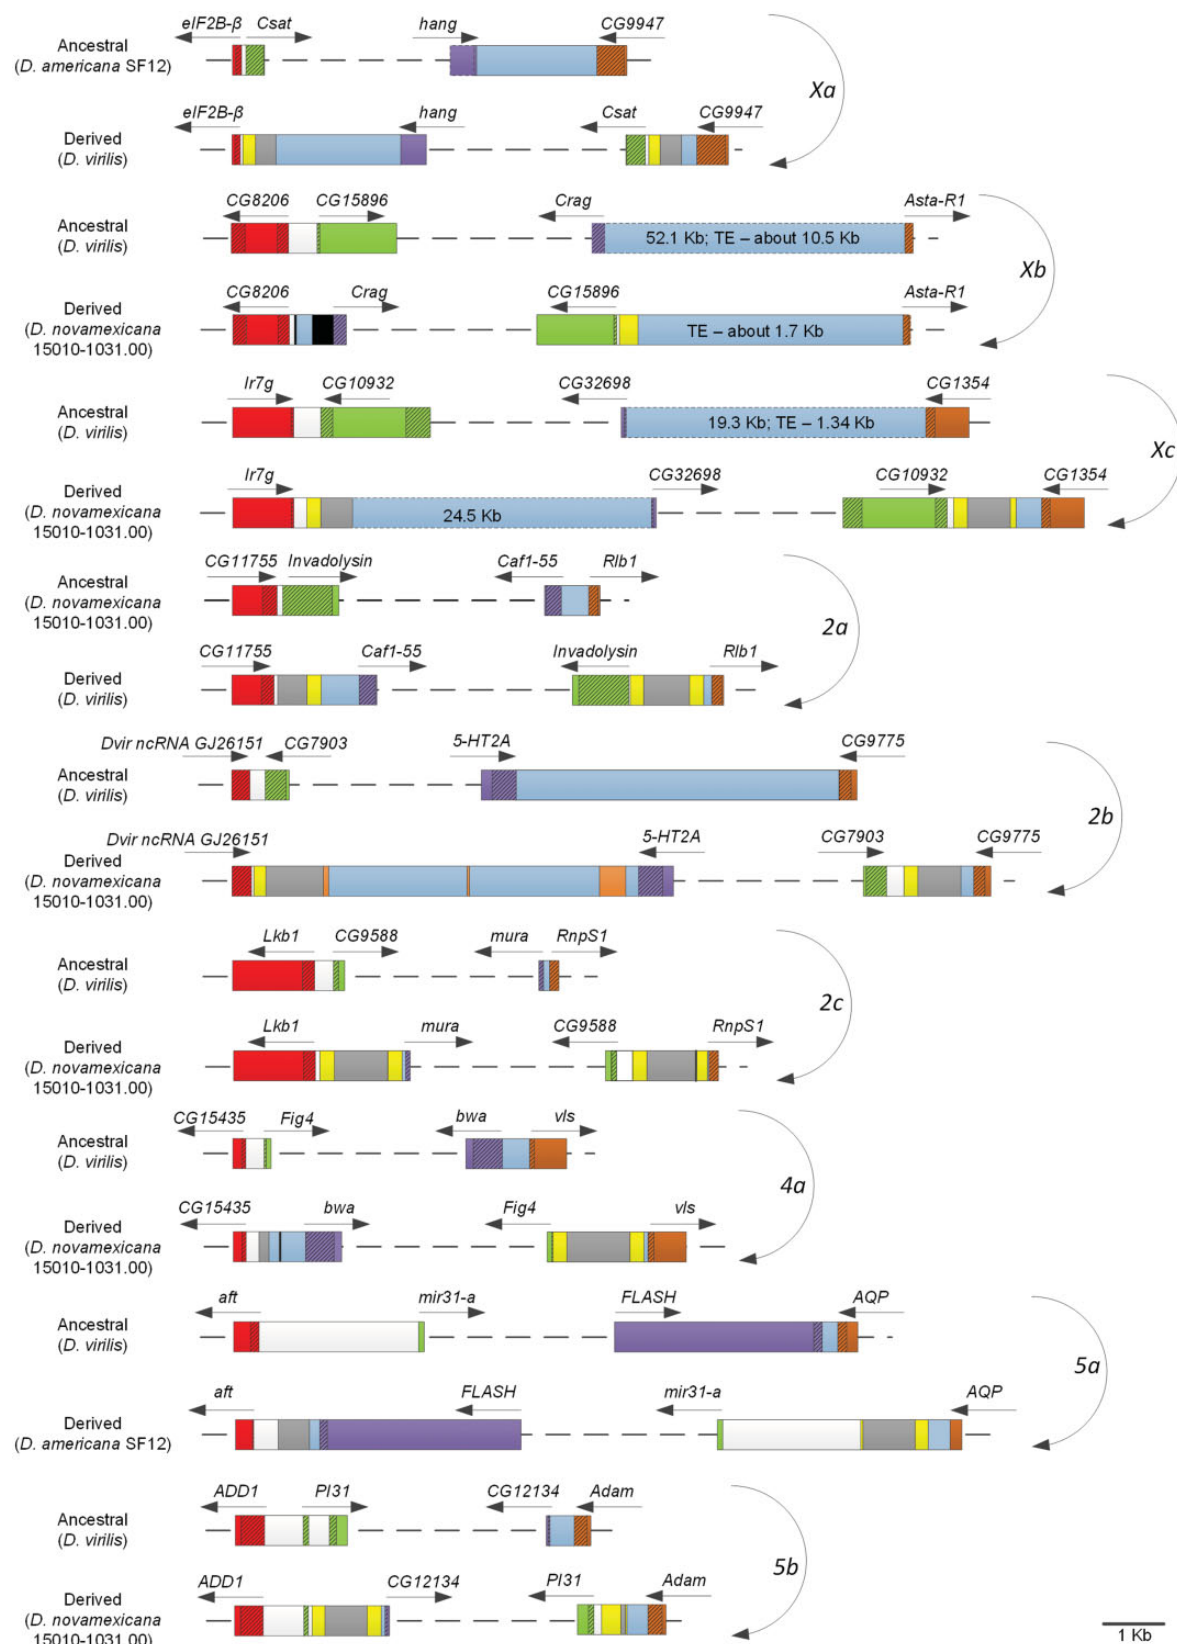 eIF2B-β Csat hang CG9947
Ancestral
(D. americana SF12)
Xa
eIF2B-β hang Csat CG9947
Derived
(D. virilis)
CG8206 CG15896 Crag Asta-R1
Ancestral
(D. virilis)
52.1 Kb; TE – about 10.5 Kb
Xb
CG8206 Crag CG15896 Asta-R1
Derived
(D. novamexicana
15010-1031.00)
TE – about 1.7 Kb
Ir7g CG10932 CG32698 CG1354
Ancestral
(D. virilis)
19.3 Kb; TE – 1.34 Kb
Xc
Ir7g CG32698 CG10932 CG1354
Derived
(D. novamexicana
15010-1031.00)
24.5 Kb
CG11755 Invadolysin Caf1-55 Rlb1
Ancestral
(D. novamexicana
15010-1031.00)
2a
CG11755 Caf1-55 Invadolysin Rlb1
Derived
(D. virilis)
Dvir ncRNA GJ26151 CG7903 5-HT2A CG9775
Ancestral
(D. virilis)
2b
Dvir ncRNA GJ26151 5-HT2A CG7903 CG9775
Derived
(D. novamexicana
15010-1031.00)
Lkb1 CG9588 mura RnpS1
Ancestral
(D. virilis)
2c
Lkb1 mura CG9588 RnpS1
Derived
(D. novamexicana
15010-1031.00)
CG15435 Fig4 bwa vls
Ancestral
(D. virilis)
4a
CG15435 bwa Fig4 vls
Derived
(D. novamexicana
15010-1031.00)
aft mir31-a FLASH AQP
Ancestral
(D. virilis)
5a
aft FLASH mir31-a AQP
Derived
(D. americana SF12)
ADD1 PI31 CG12134 Adam
Ancestral
(D. virilis)
5b
ADD1 CG12134 PI31 Adam
Derived
(D. novamexicana
15010-1031.00)
1 Kb